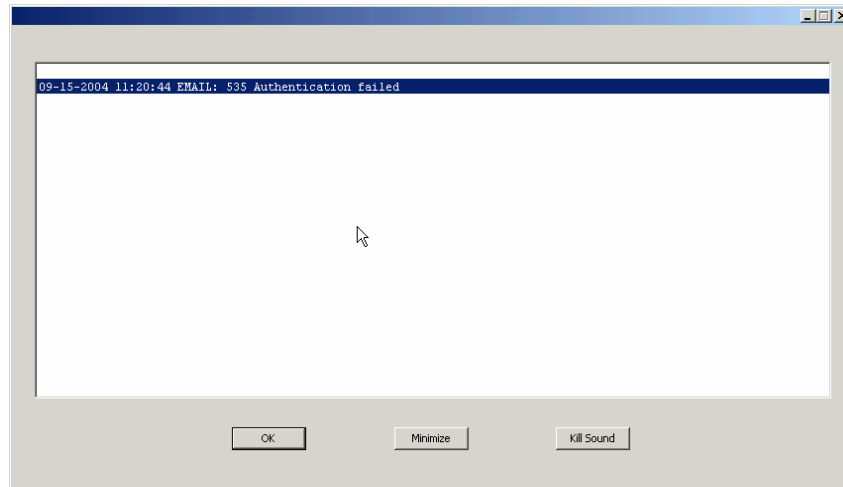 09-15-2004 11:20:44 EMAIL: 535 Authentication failed
OK
Minimize
Kill Sound